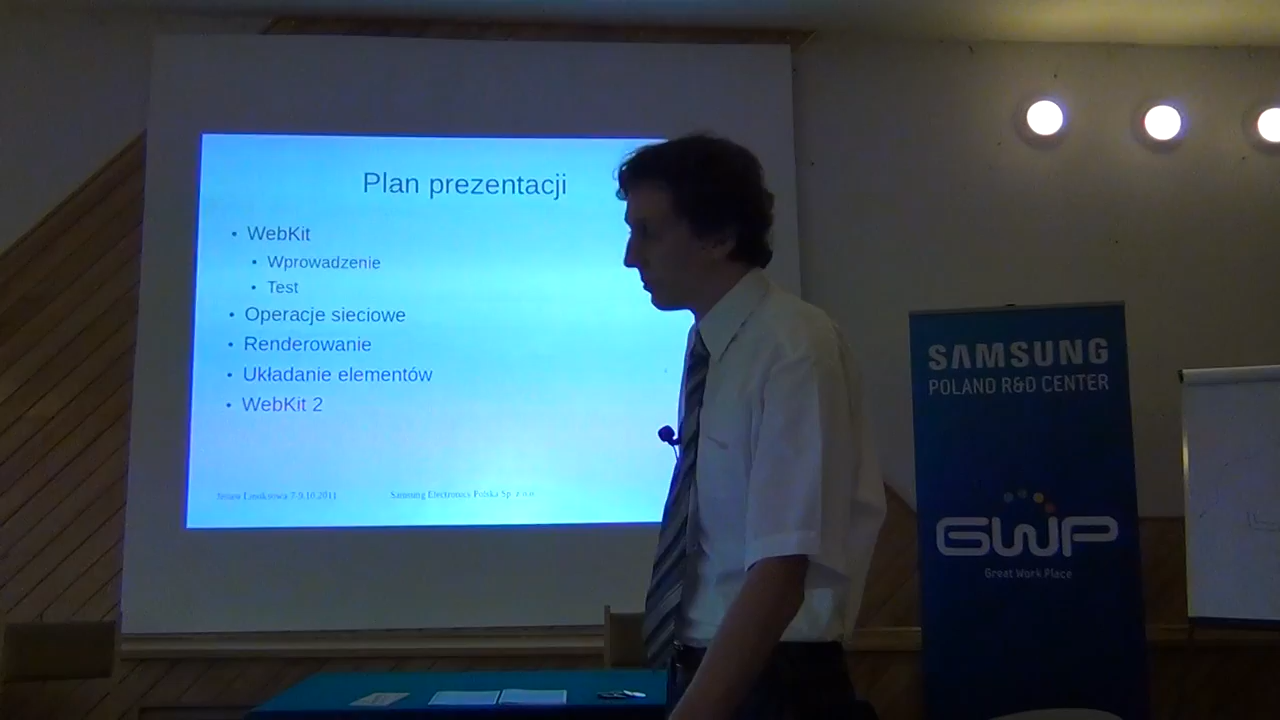 Plan prezentacji
• WebKit
• Wprowadzenie
• Test
• Operacje sieciowe
• Renderowanie
• Układanie elementów
• WebKit 2
Jesień Linuksowa 7-9.10.2011
Samsung Electronics Polska Sp. z o.o.
SAMSUNG
POLAND R&D CENTER
GWP
Great Work Place